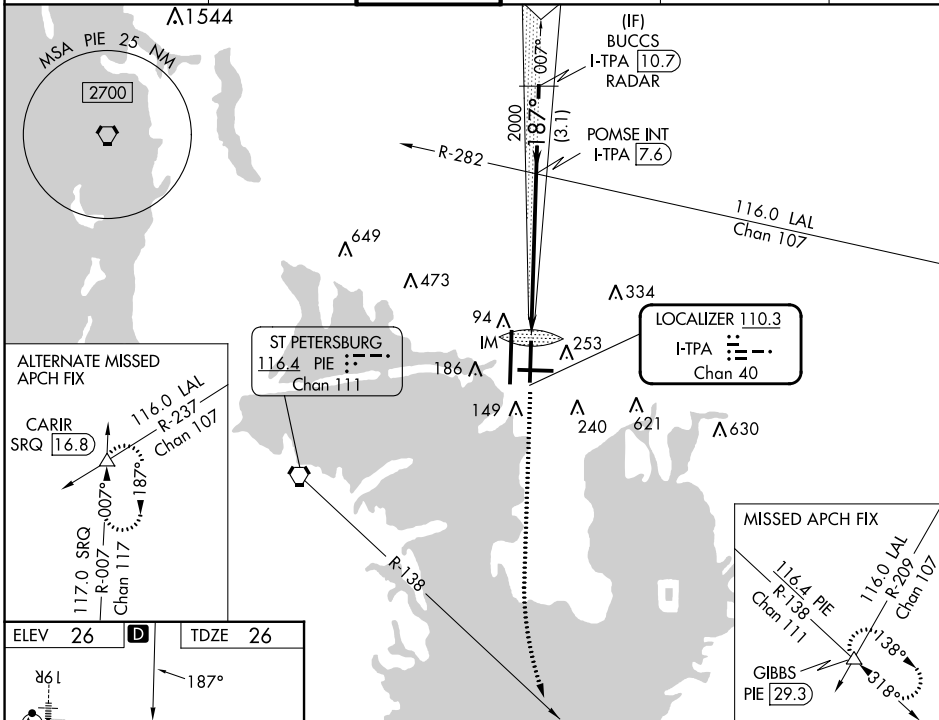 1544
MSA PIE 25 NM
2700
(IF)
BUCCS
I-TPA 10.7
RADAR
007°
2000
187°
(3.1)
POMSE INT
I-TPA 7.6
R-282
116.0 LAL
Chan 107
649
473
334
94
IM
253
186
149
240
621
630
LOCALIZER 110.3
I-TPA
Chan 40
ST PETERSBURG
116.4 PIE
Chan 111
R-138
ALTERNATE MISSED
APCH FIX
CARIR
SRQ 16.8
116.0 LAL
R-237
Chan 107
007°
187°
117.0 SRQ
R-007
Chan 117
MISSED APCH FIX
116.4 PIE
R-138
Chan 111
116.0 LAL
R-209
Chan 107
138°
318°
GIBBS
PIE 29.3
ELEV 26
D
TDZE 26
187°
19R